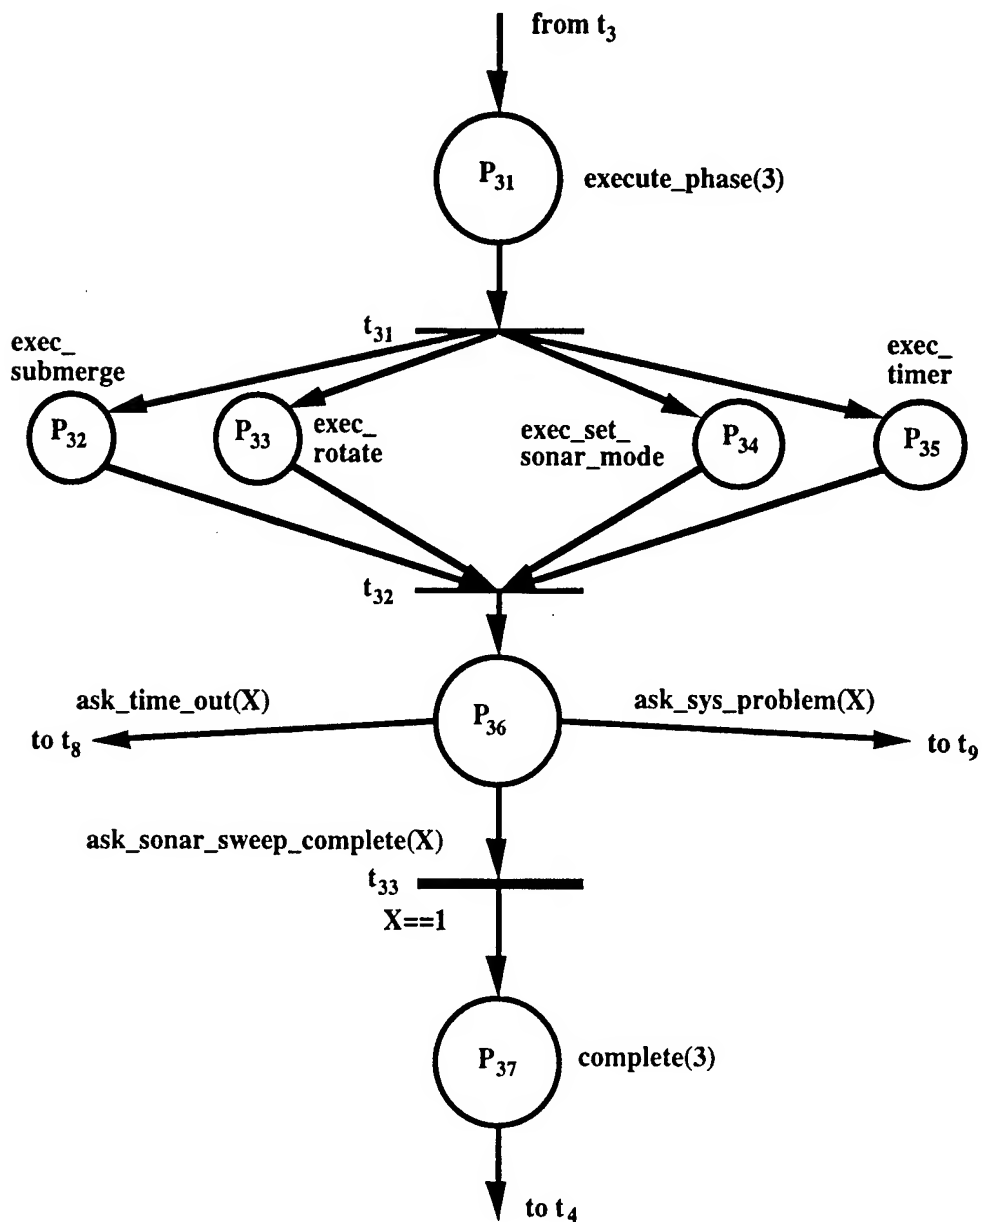 from t3
P31
execute_phase(3)
t31
exec_
submerge
exec_
timer
P32
P33
exec_
rotate
exec_set_
sonar_mode
P34
P35
t32
ask_time_out(X)
ask_sys_problem(X)
P36
to t8
to t9
ask_sonar_sweep_complete(X)
t33
X==1
P37
complete(3)
to t4